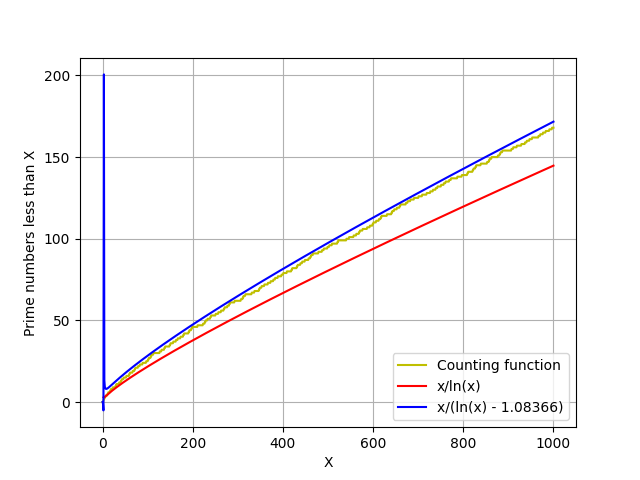 200
150
100
50
0
Prime numbers less than X
Counting function
x/ln(x)
x/(ln(x) - 1.08366)
0 200 400 600 800 1000
X